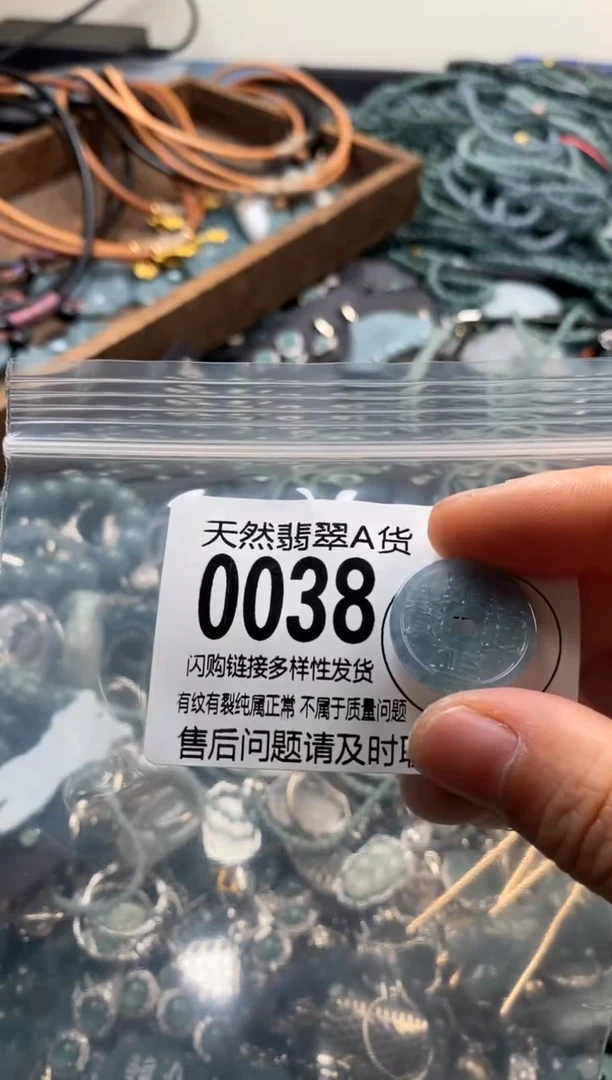 天然翡翠A货
0038
闪购链接多样性发货
有纹有裂纯属正常 不属于质量问题
售后问题请及时